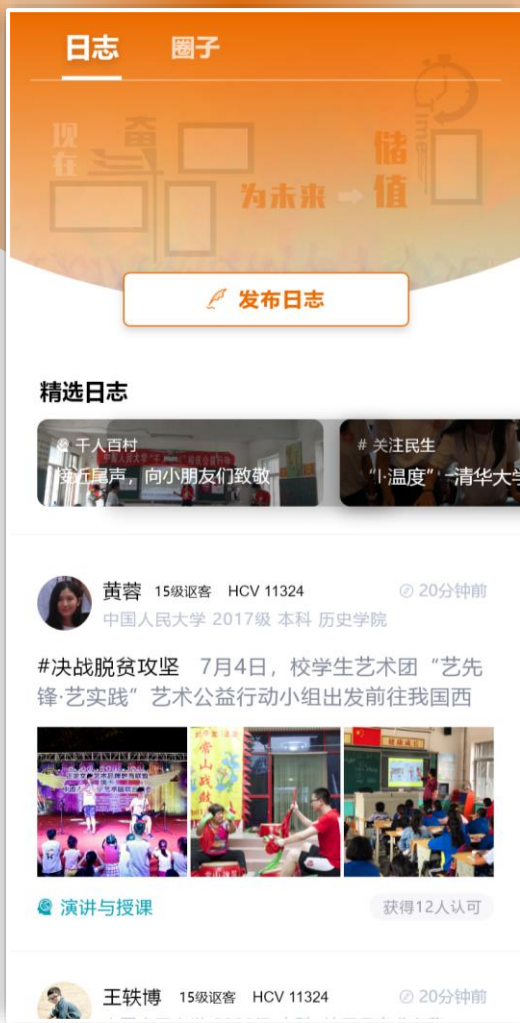 日志 圈子
现在
奋斗
为未来
储值
Time
发布日志
精选日志
千人百村
接近尾声，向小朋友们致敬
# 关注民生
“I·温度”-清华大学
黄蓉 15级讴客 HCV 11324 20分钟前
中国人民大学 2017级 本科 历史学院
#决战脱贫攻坚 7月4日，校学生艺术团“艺先
锋·艺实践”艺术公益行动小组出发前往我国西
演讲与授课 获得12人认可
王轶博 15级讴客 HCV 11324 20分钟前